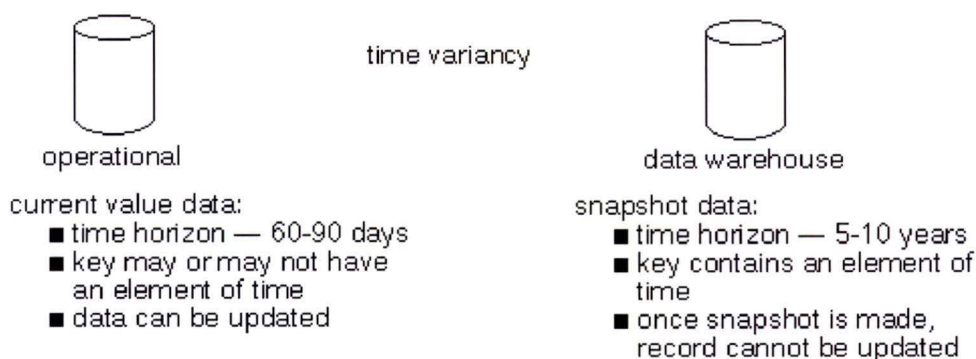 time variancy
operational
data warehouse
current value data:
■ time horizon — 60-90 days
■ key may or may not have
an element of time
■ data can be updated
snapshot data:
■ time horizon — 5-10 years
■ key contains an element of
time
■ once snapshot is made,
record cannot be updated